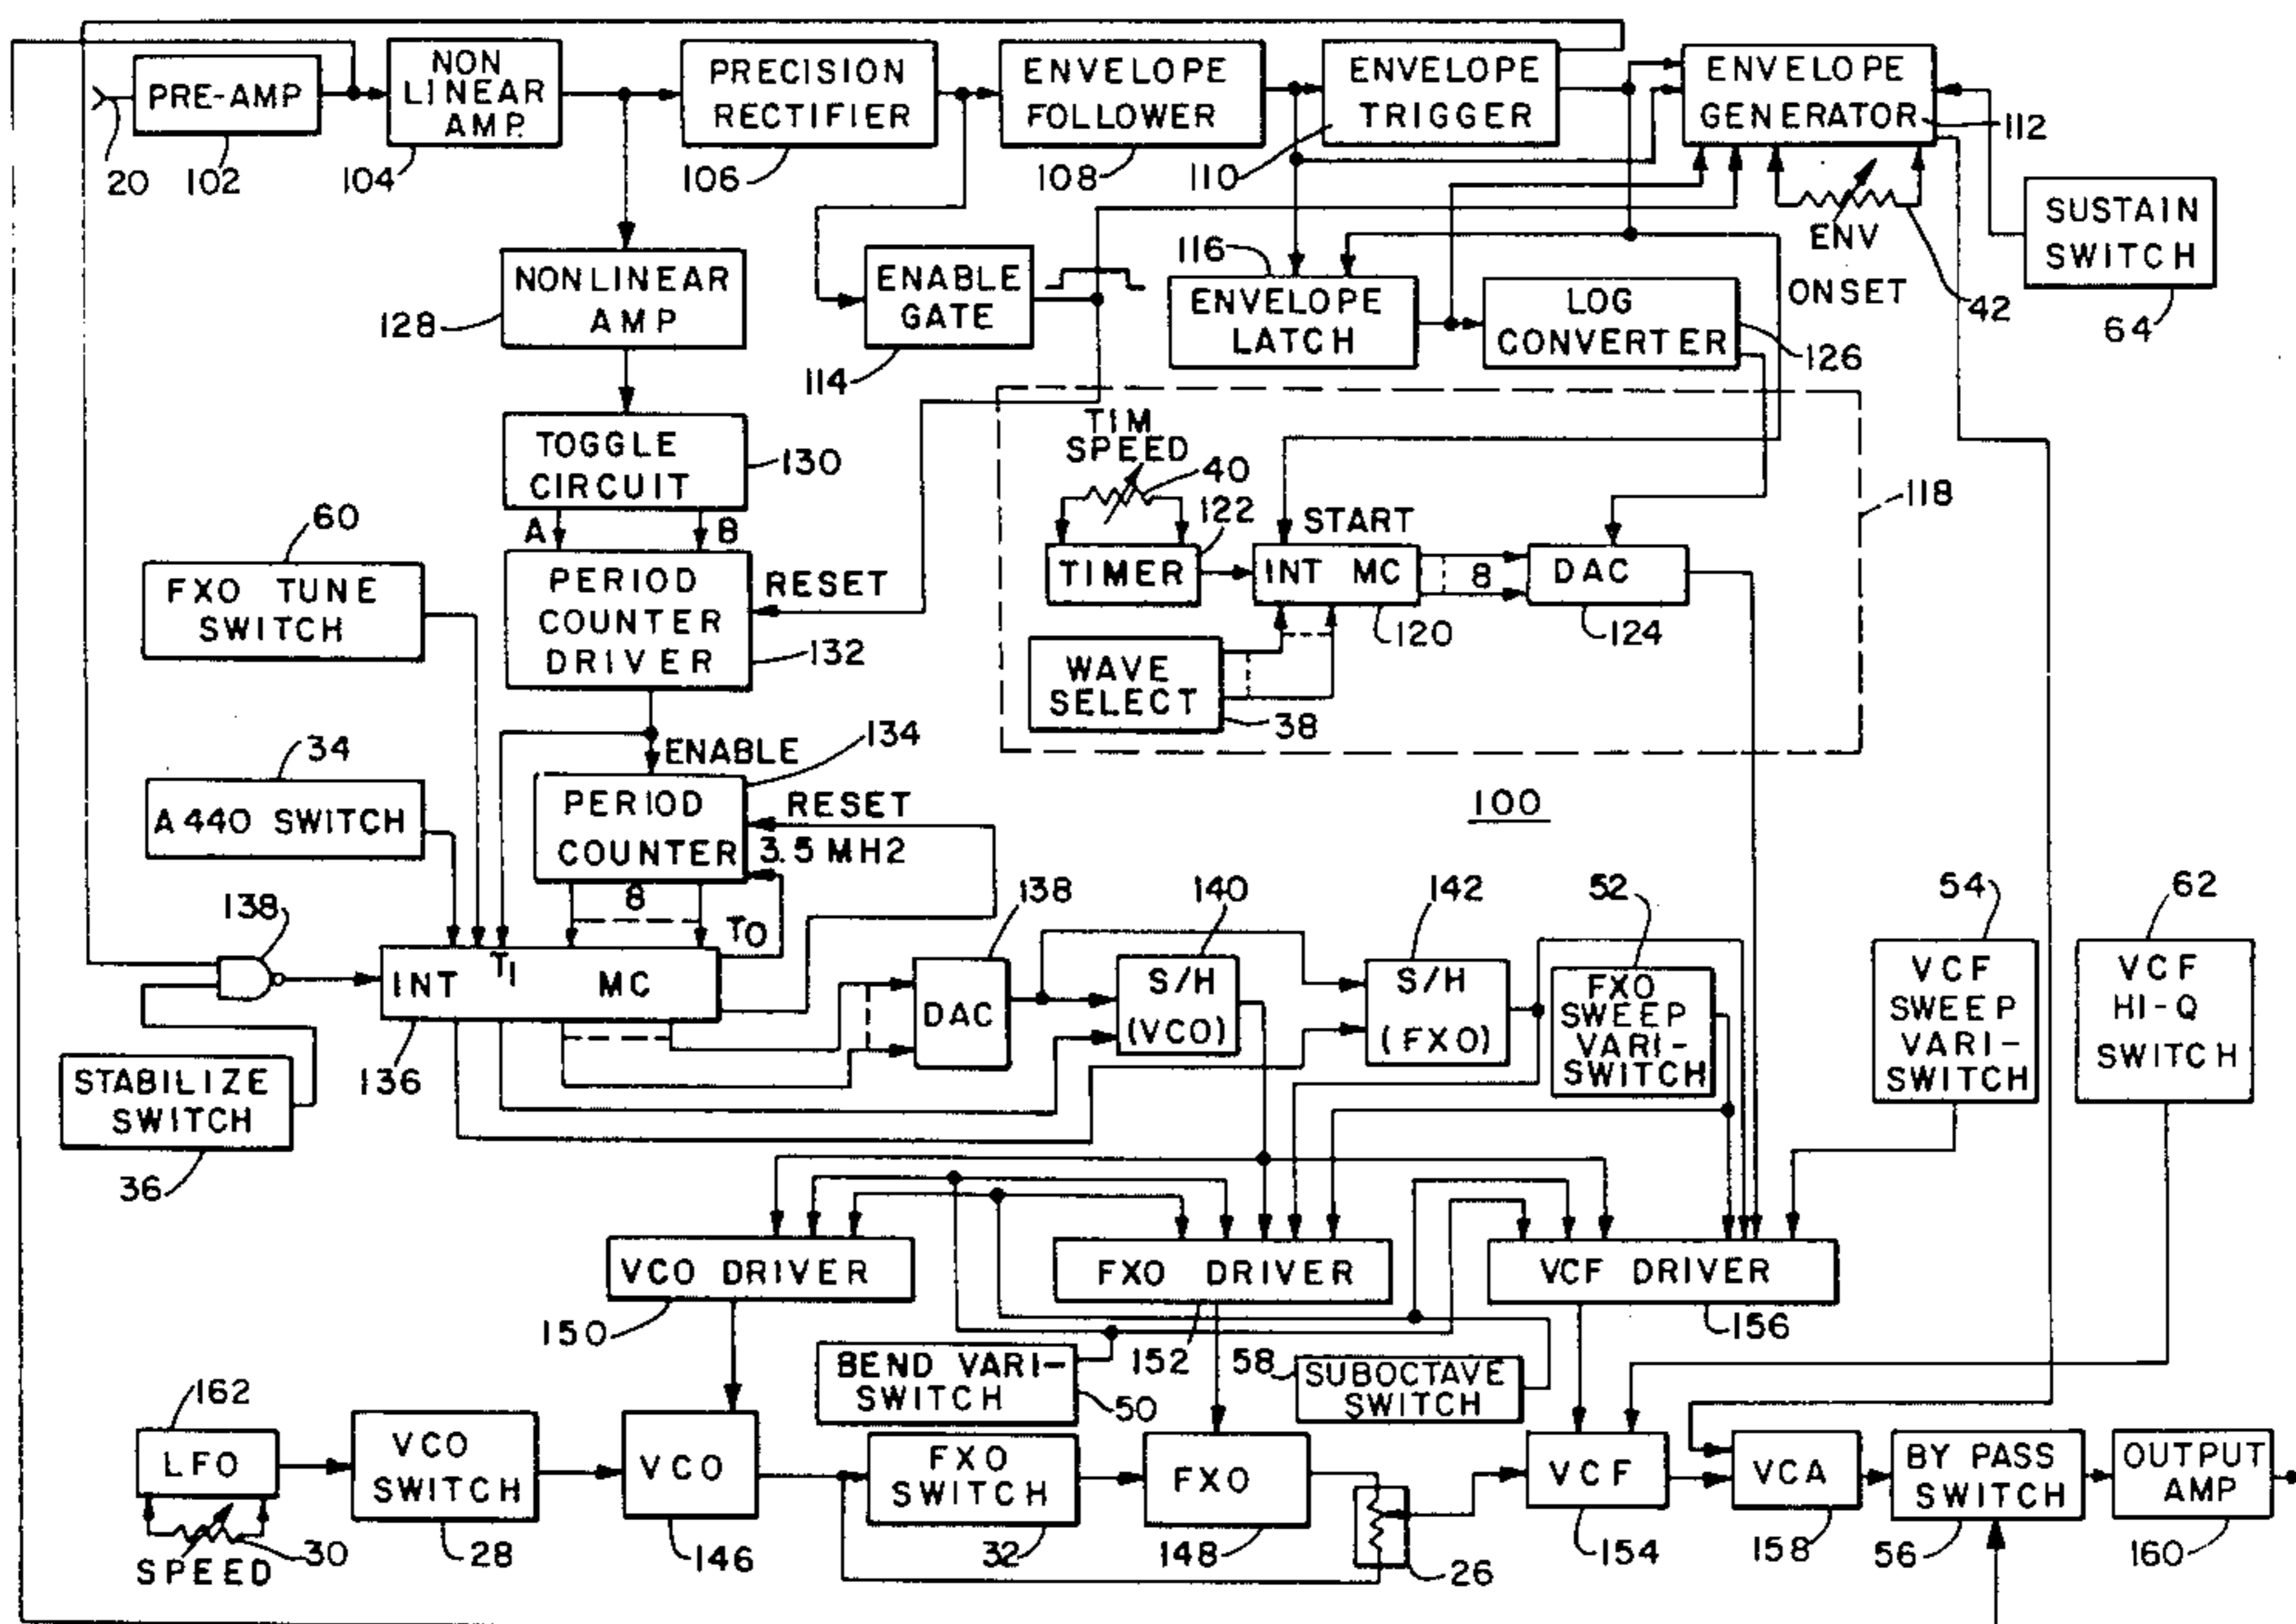 PRE-AMP
20
102
NON
LINEAR
AMP.
104
PRECISION
RECTIFIER
106
ENVELOPE
FOLLOWER
108
ENVELOPE
TRIGGER
110
ENVELOPE
GENERATOR
112
ENV
ONSET
42
SUSTAIN
SWITCH
64
NONLINEAR
AMP
128
ENABLE
GATE
114
116
ENVELOPE
LATCH
LOG
CONVERTER
126
TOGGLE
CIRCUIT
130
A
B
TIM
SPEED
40
122
TIMER
START
INT MC
120
8
DAC
124
118
WAVE
SELECT
38
60
FXO TUNE
SWITCH
PERIOD
COUNTER
DRIVER
RESET
132
34
A440 SWITCH
ENABLE
134
PERIOD
COUNTER
RESET
3.5 MH2
8
TO
100
138
INT T1 MC
136
STABILIZE
SWITCH
36
138
DAC
140
S/H
(VCO)
142
S/H
(FXO)
52
FXO
SWEEP
VARI-
SWITCH
54
VCF
SWEEP
VARI-
SWITCH
62
VCF
HI-Q
SWITCH
VCO DRIVER
150
FXO DRIVER
152
VCF DRIVER
156
BEND VARI-
SWITCH
50
58
SUBOCTAVE
SWITCH
162
LFO
SPEED
30
VCO
SWITCH
28
VCO
146
FXO
SWITCH
32
FXO
148
26
VCF
154
VCA
158
BY PASS
SWITCH
56
OUTPUT
AMP
160